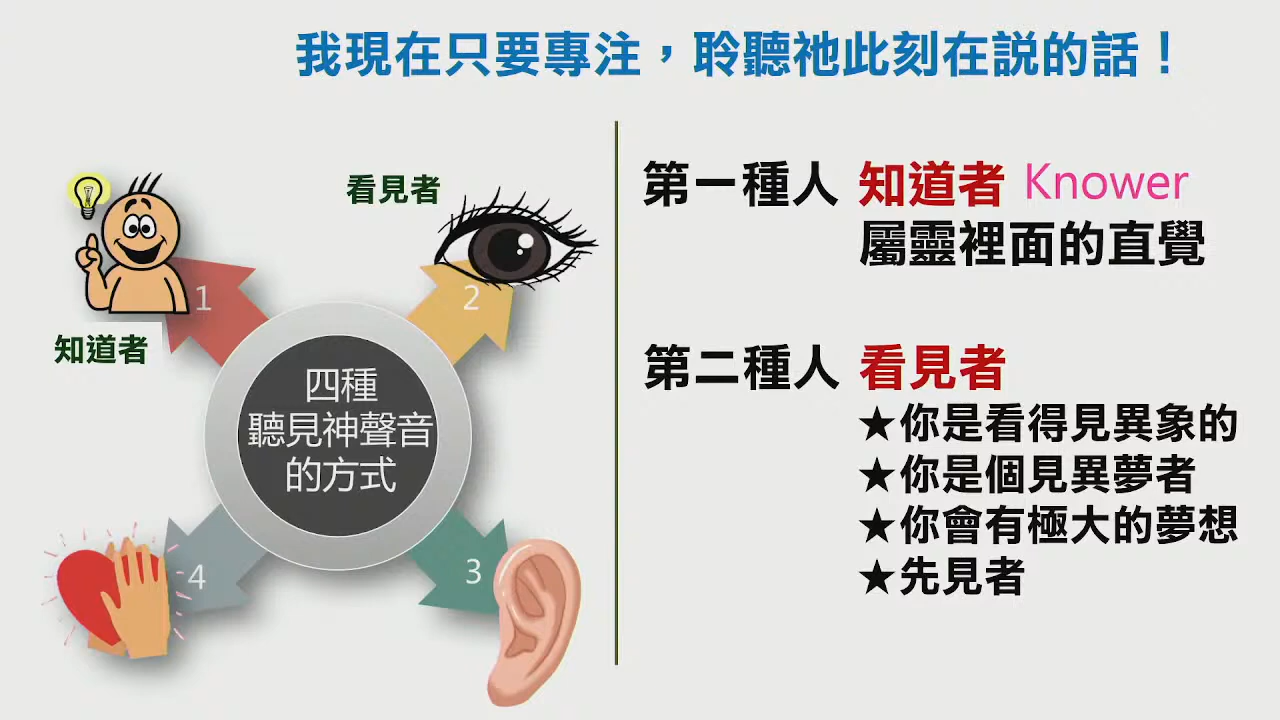 我現在只要專注，聆聽祂此刻在說的話！
看見者
1
2
知道者
四種
聽見神聲音
的方式
4
3
第一種人 知道者 Knower
屬靈裡面的直覺
第二種人 看見者
★你是看得見異象的
★你是個見異夢者
★你會有極大的夢想
★先見者